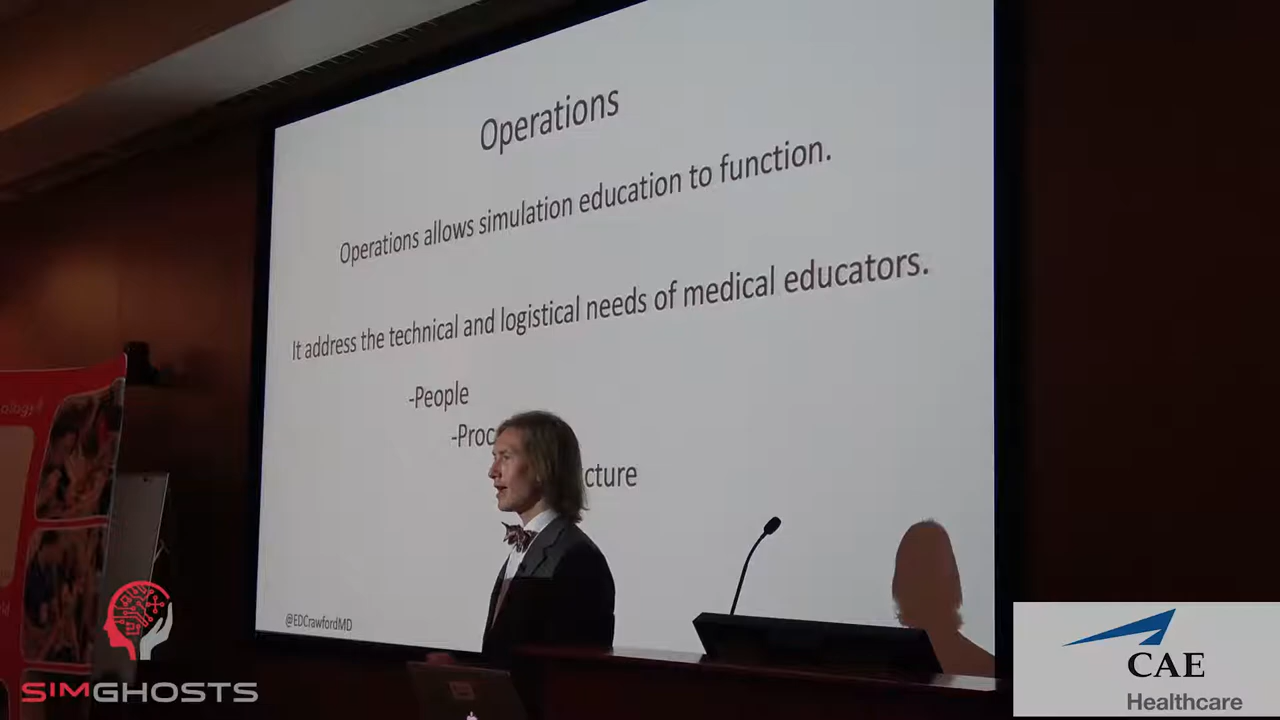 Operations
Operations allows simulation education to function.
It address the technical and logistical needs of medical educators.
-People
-Proc
cture
@EDCrawfordMD
ology
SIMGHOSTS
CAE
Healthcare